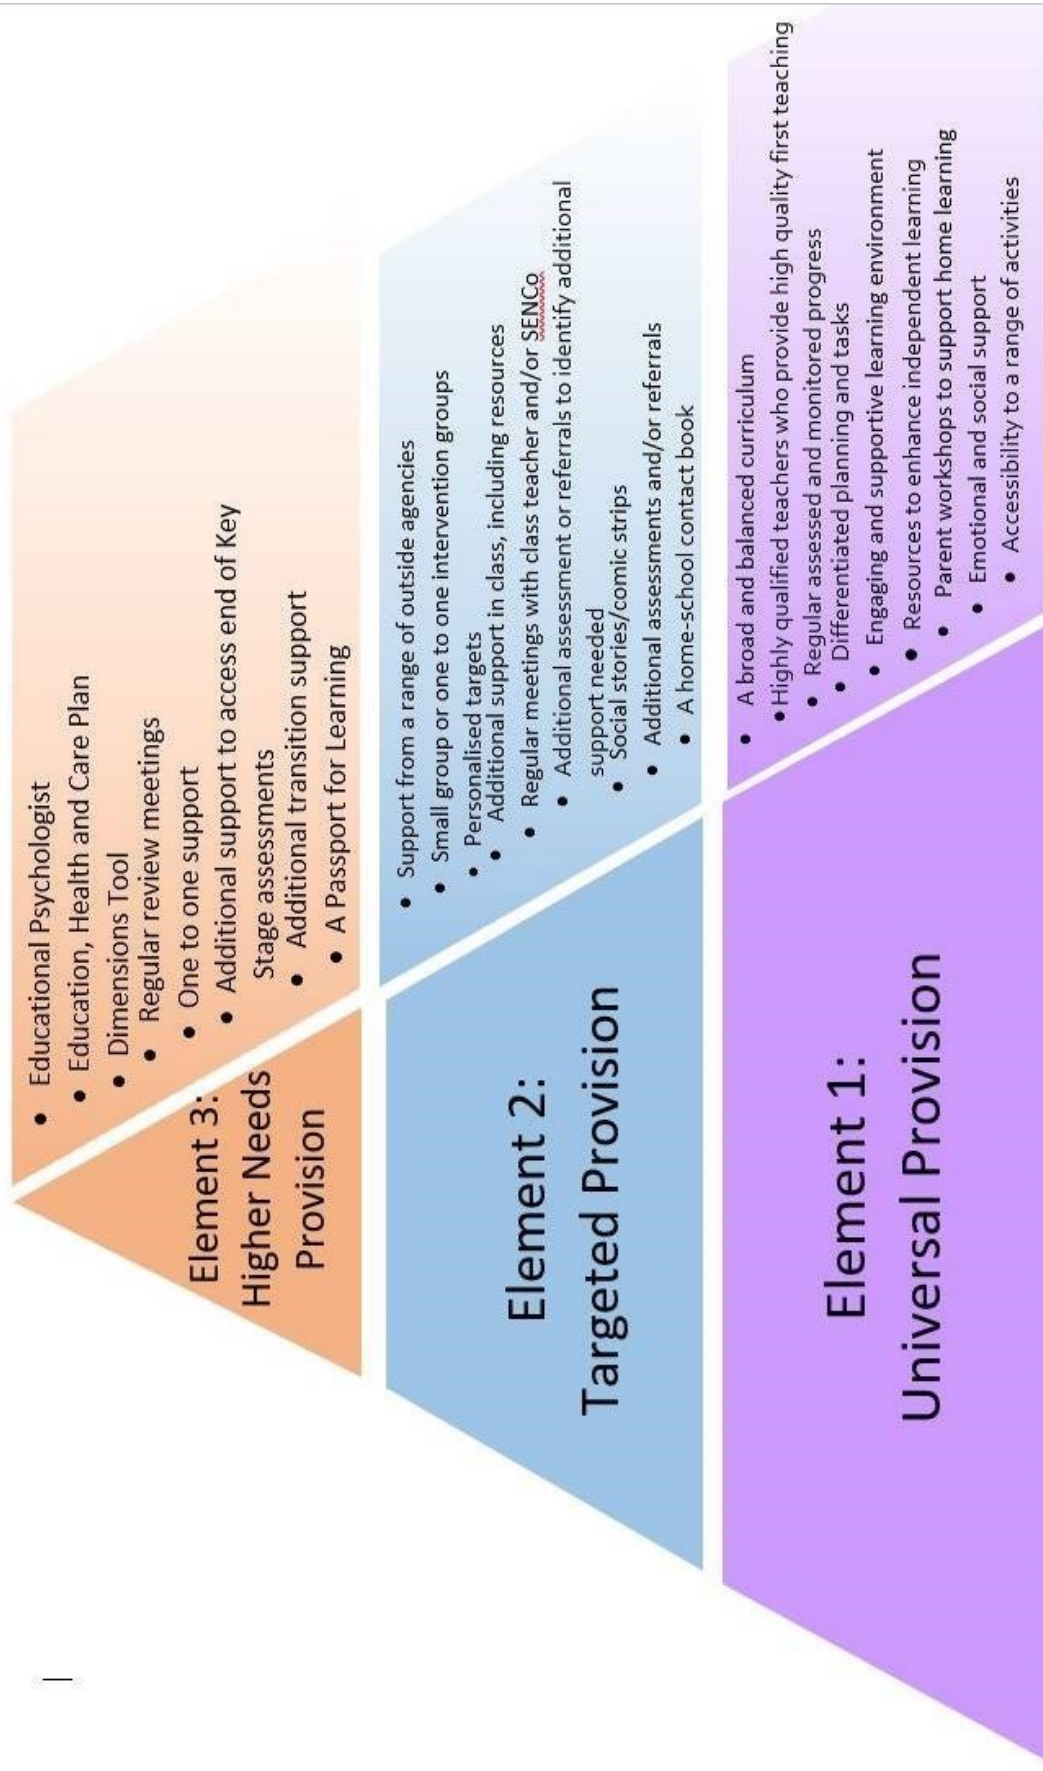 Element 3:
Higher Needs
Provision
• Educational Psychologist
• Education, Health and Care Plan
• Dimensions Tool
• Regular review meetings
• One to one support
• Additional support to access end of Key
Stage assessments
• Additional transition support
• A Passport for Learning
Element 2:
Targeted Provision
• Support from a range of outside agencies
• Small group or one to one intervention groups
• Personalised targets
• Additional support in class, including resources
• Regular meetings with class teacher and/or SENCo
• Additional assessment or referrals to identify additional
support needed
• Social stories/comic strips
• Additional assessments and/or referrals
• A home-school contact book
Element 1:
Universal Provision
• A broad and balanced curriculum
• Highly qualified teachers who provide high quality first teaching
• Regular assessed and monitored progress
• Differentiated planning and tasks
• Engaging and supportive learning environment
• Resources to enhance independent learning
• Parent workshops to support home learning
• Emotional and social support
• Accessibility to a range of activities